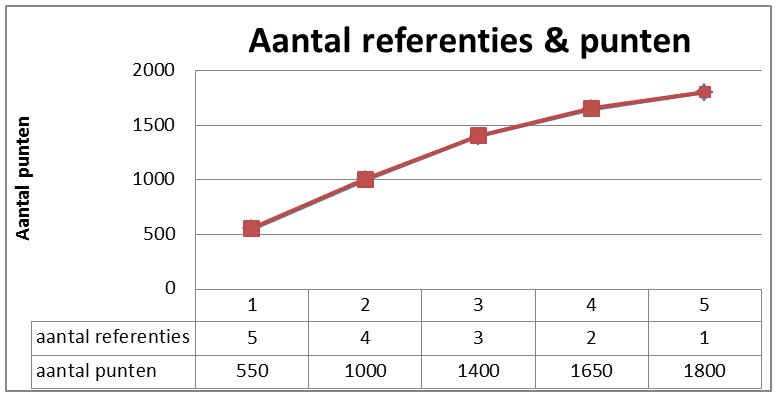 Aantal referenties & punten
Aantal punten
2000
1500
1000
500
0
1 2 3 4 5
aantal referenties 5 4 3 2 1
aantal punten 550 1000 1400 1650 1800